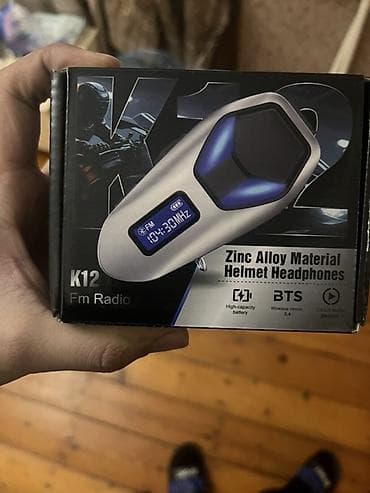 K12
FM
104:30MHz
K12
Fm Radio
Zinc Alloy Material
Helmet Headphones
High-capacity
battery
BTS